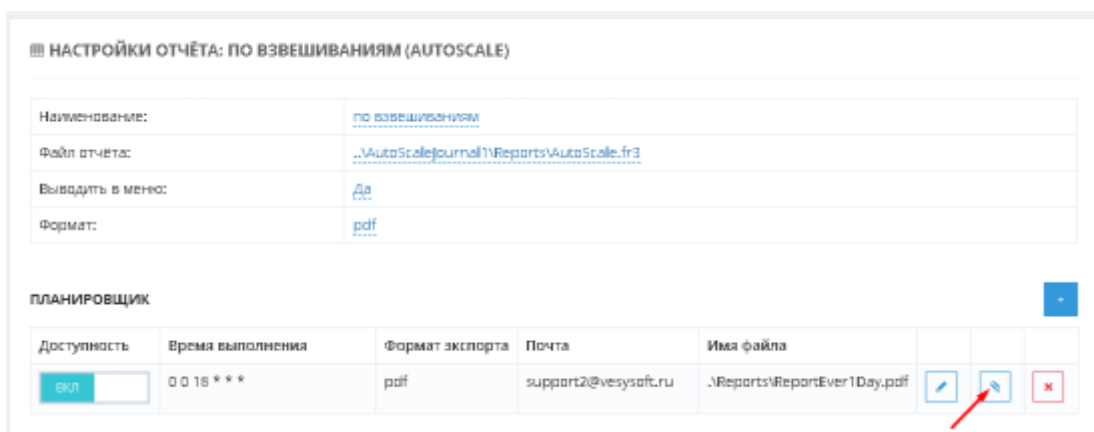 НАСТРОЙКИ ОТЧЁТА: ПО ВЗВЕШИВАНИЯМ (AUTOSCALE)
Наименование: по взвешиваниям
Файл отчёта: ..\AutoScaleJournal1\Reports\AutoScale.fr3
Выводить в меню: Да
Формат: pdf
ПЛАНИРОВЩИК
+
Доступность Время выполнения Формат экспорта Почта Имя файла
ВКЛ 0 0 18 * * * pdf support2@vesysoft.ru .\Reports\ReportEver1Day.pdf